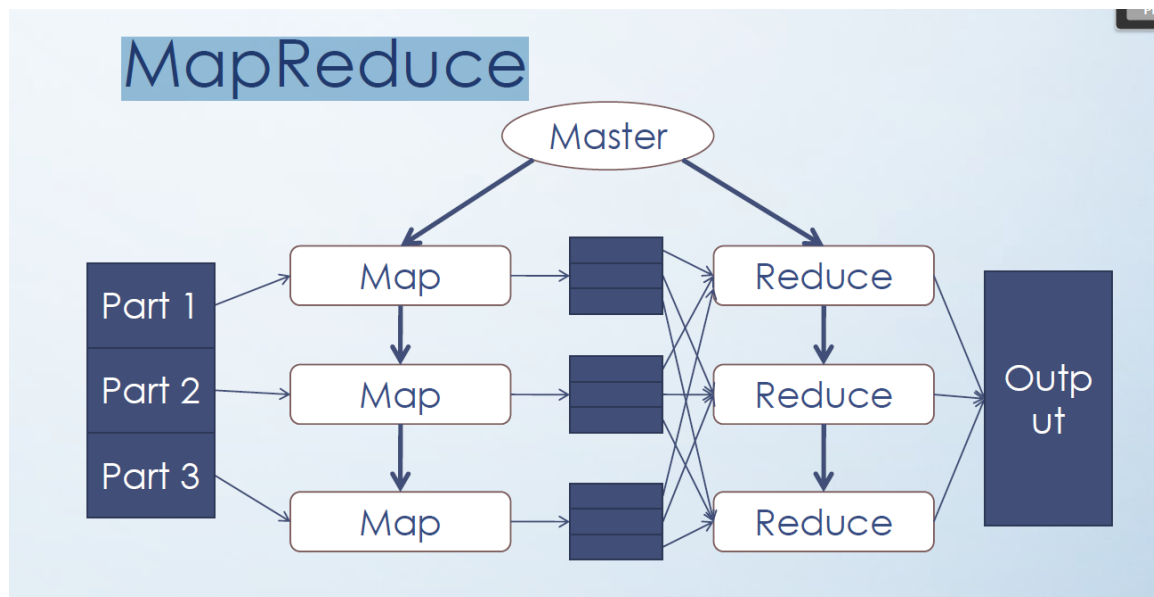 MapReduce
Master
Part 1
Part 2
Part 3
Map
Map
Map
Reduce
Reduce
Reduce
Outp
ut